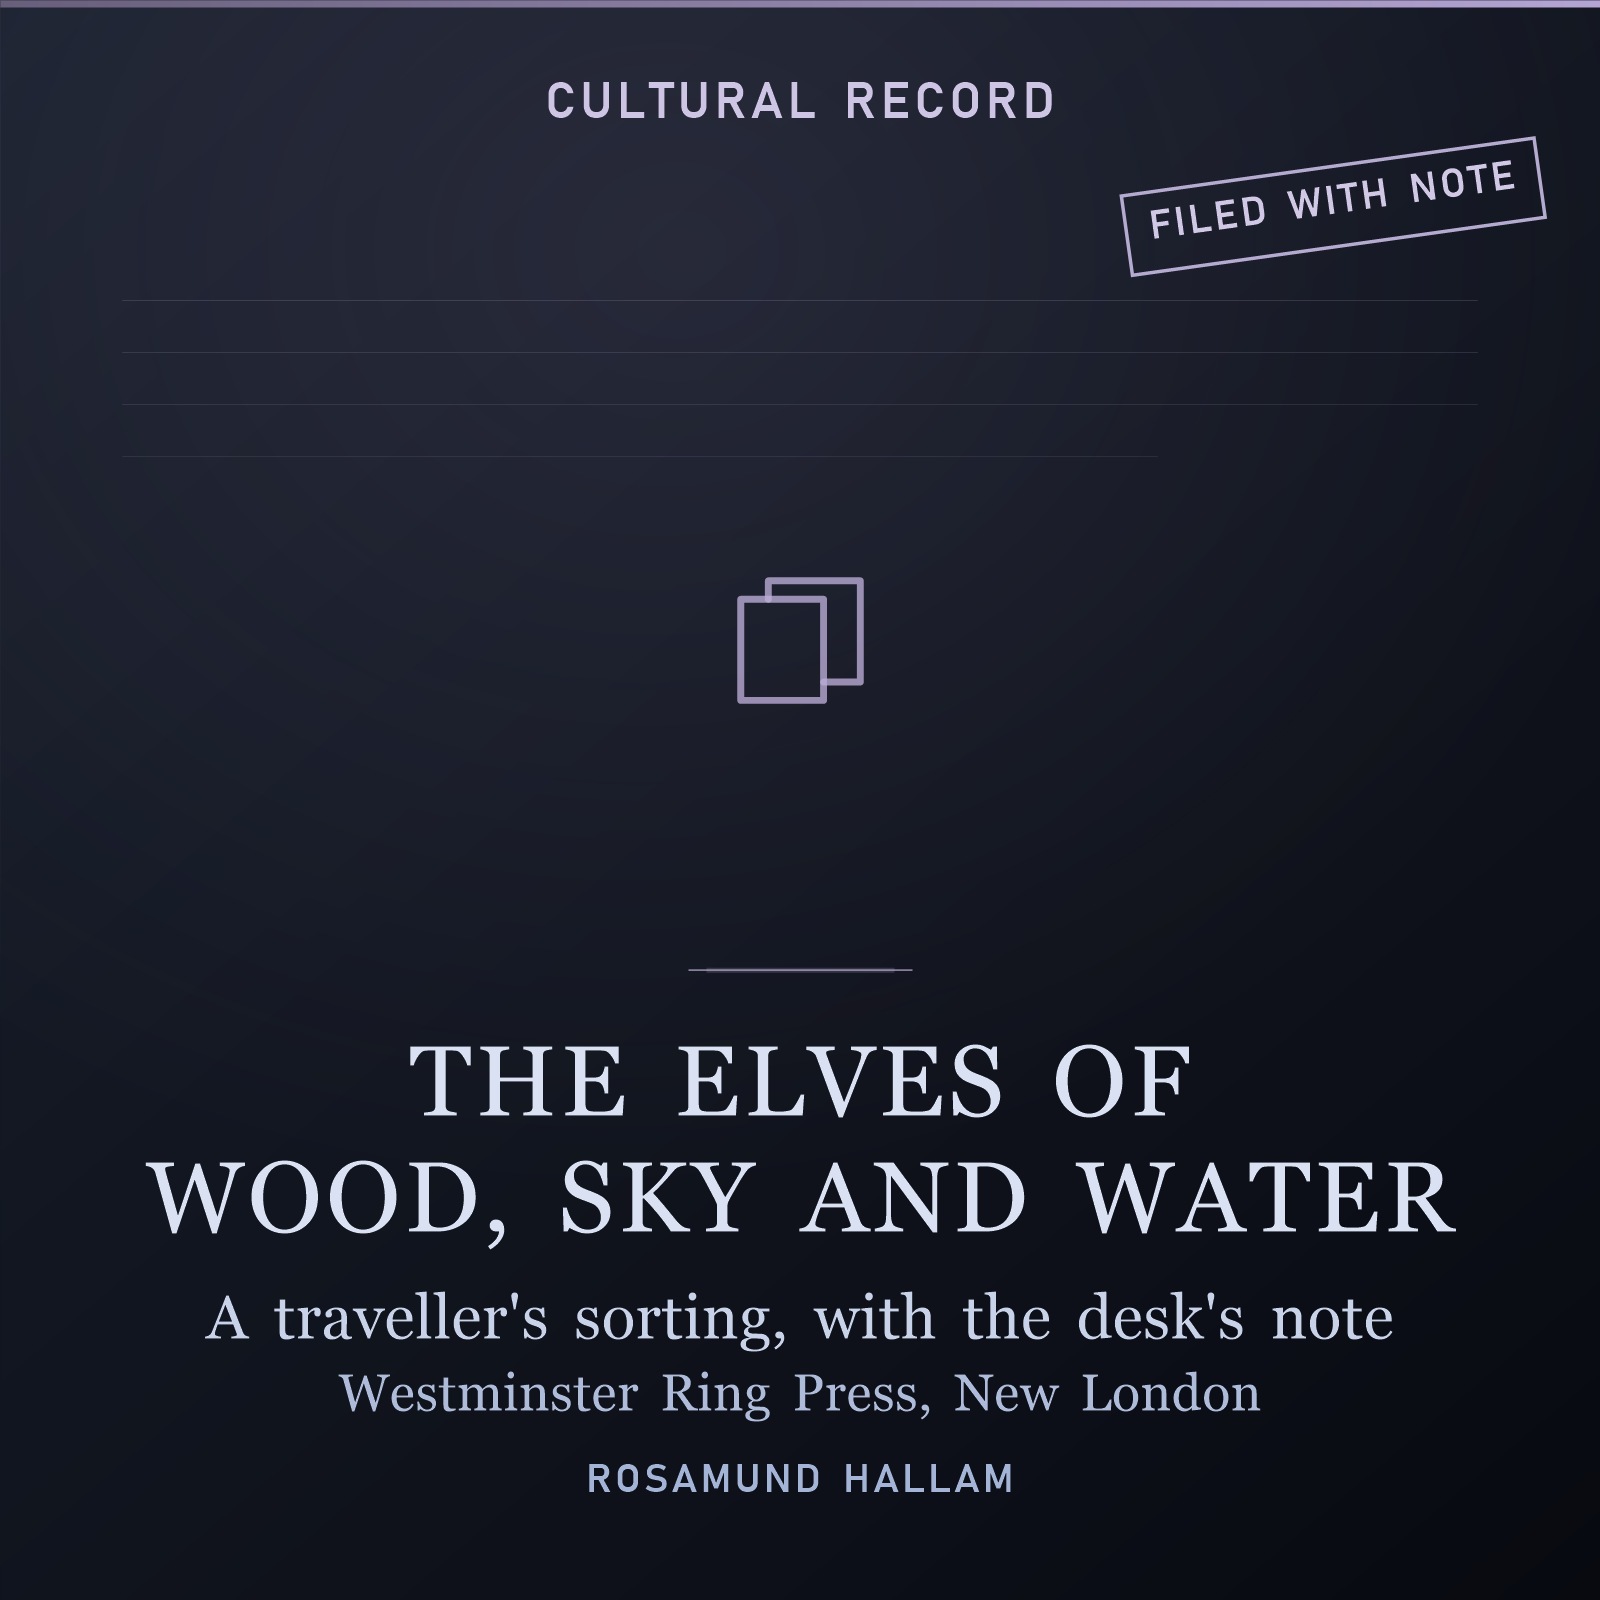 CULTURAL RECORD
FILED WITH NOTE
THE ELVES OF
WOOD, SKY AND WATER
A traveller's sorting, with the desk's note
Westminster Ring Press, New London
ROSAMUND HALLAM